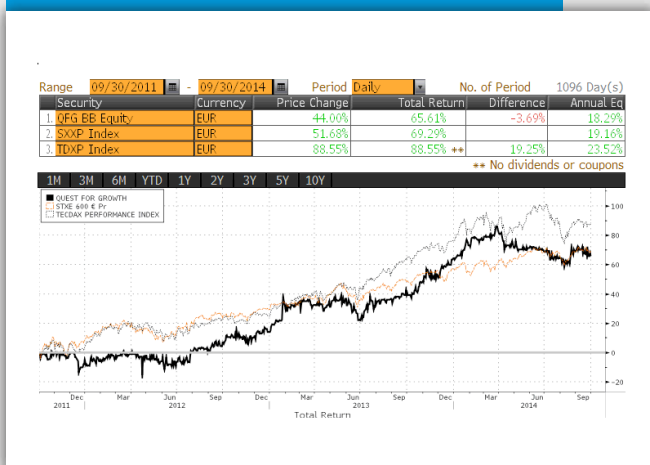 Range 09/30/2011 - 09/30/2014 Period Daily No. of Period 1096 Day(s)
Security Currency Price Change Total Return Difference Annual Eq
1. QFG BB Equity EUR 44.00% 65.61% -3.69% 18.29%
2. SXXP Index EUR 51.68% 69.29% 19.16%
3. TDXP Index EUR 88.55% 88.55% ** 19.25% 23.52%
** No dividends or coupons
1M 3M 6M YTD 1Y 2Y 3Y 5Y 10Y
QUEST FOR GROWTH
STXE 600 € Pr
TECDAX PERFORMANCE INDEX
100
80
60
40
20
0
-20
Dec Mar Jun Sep Dec Mar Jun Sep Dec Mar Jun Sep
2011 2012 2013 2014
Total Return